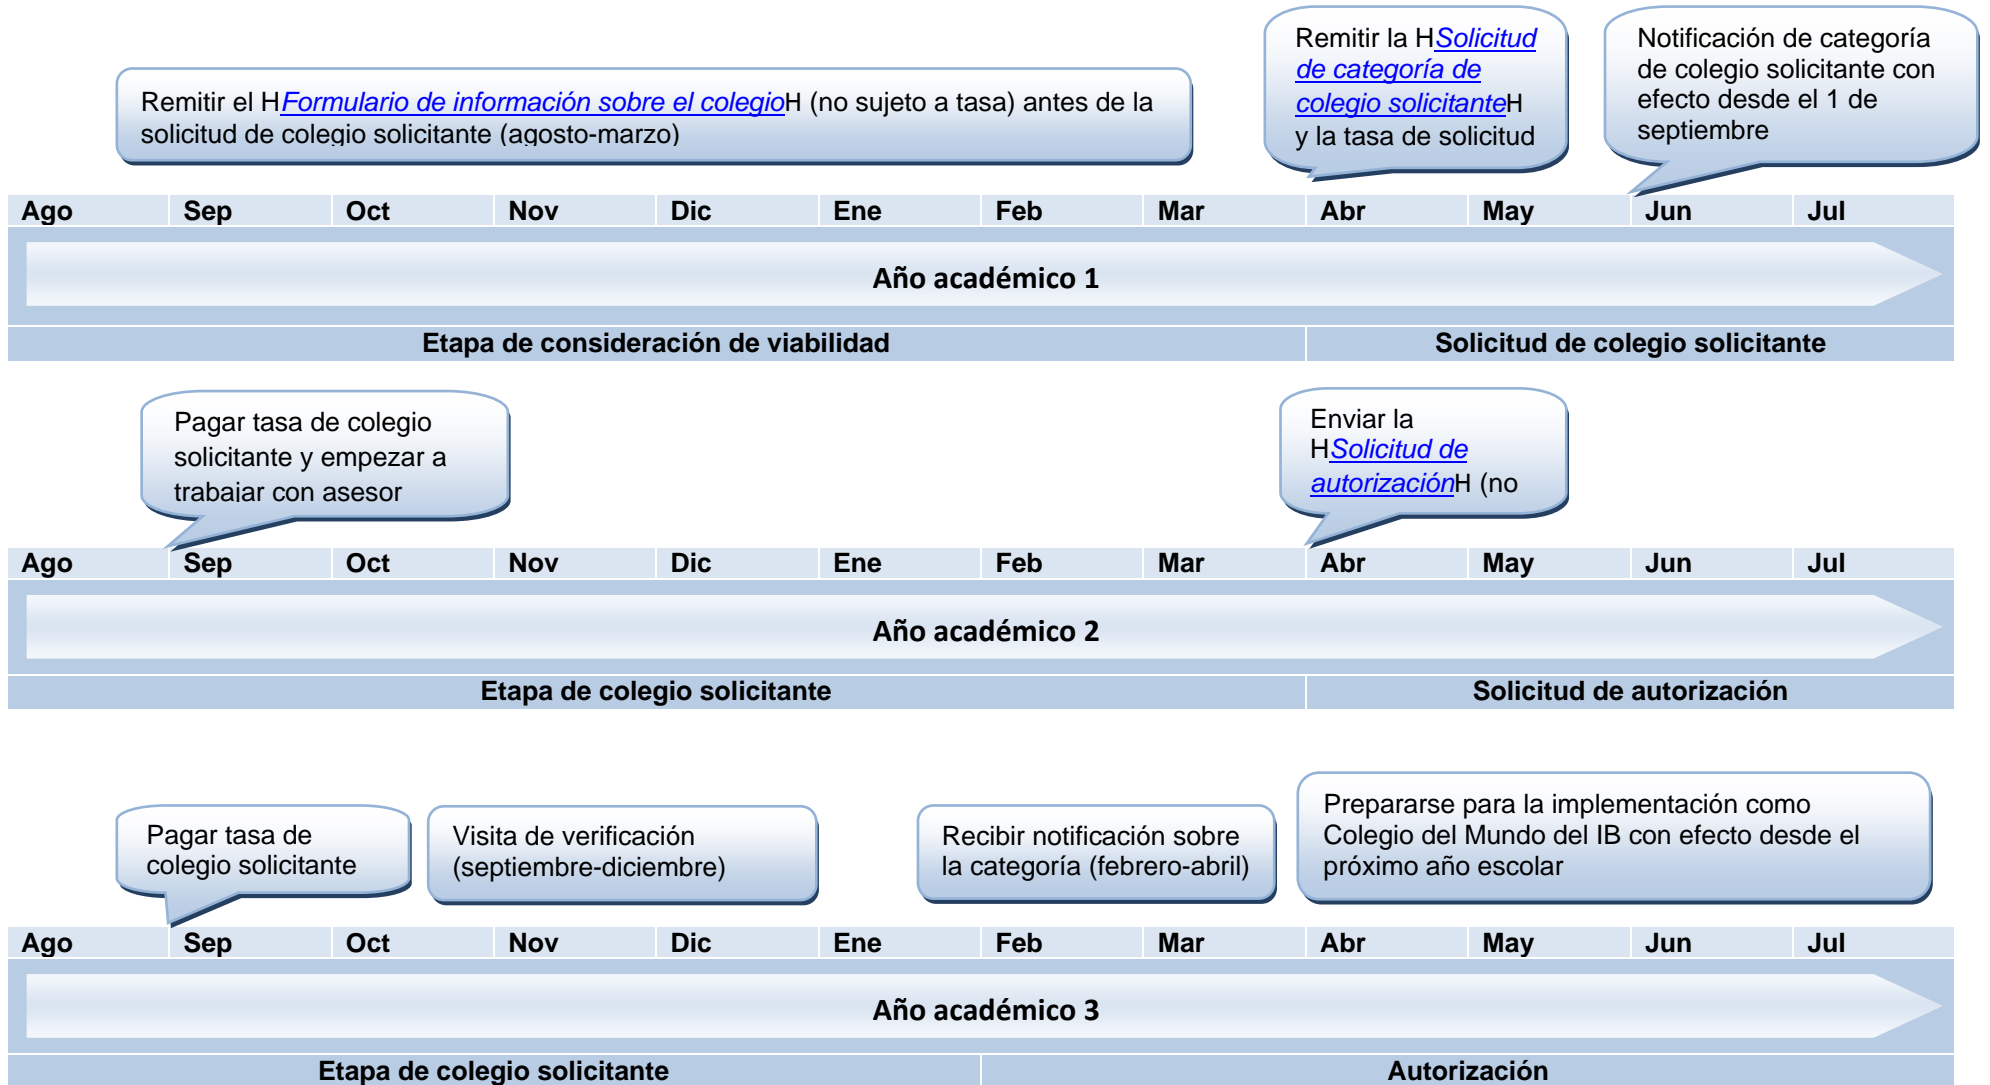 Remitir el HFormulario de información sobre el colegioH (no sujeto a tasa) antes de la
solicitud de colegio solicitante (agosto-marzo)
Remitir la HSolicitud
de categoría de
colegio solicitanteH
y la tasa de solicitud
Notificación de categoría
de colegio solicitante con
efecto desde el 1 de
septiembre
Ago Sep Oct Nov Dic Ene Feb Mar Abr May Jun Jul
Año académico 1
Etapa de consideración de viabilidad Solicitud de colegio solicitante
Pagar tasa de colegio
solicitante y empezar a
trabajar con asesor
Enviar la
HSolicitud de
autorizaciónH (no
Ago Sep Oct Nov Dic Ene Feb Mar Abr May Jun Jul
Año académico 2
Etapa de colegio solicitante Solicitud de autorización
Pagar tasa de
colegio solicitante
Visita de verificación
(septiembre-diciembre)
Recibir notificación sobre
la categoría (febrero-abril)
Prepararse para la implementación como
Colegio del Mundo del IB con efecto desde el
próximo año escolar
Ago Sep Oct Nov Dic Ene Feb Mar Abr May Jun Jul
Año académico 3
Etapa de colegio solicitante Autorización